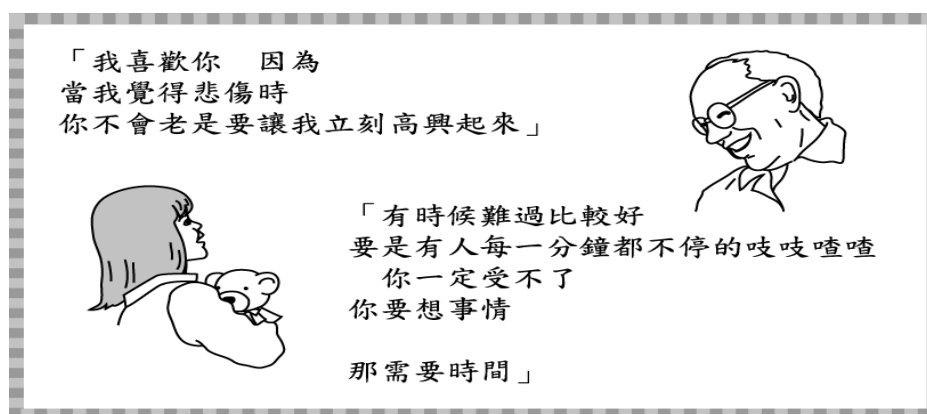 「我喜歡你　因為
當我覺得悲傷時
你不會老是要讓我立刻高興起來」
「有時候難過比較好
要是有人每一分鐘都不停的吱吱喳喳
　你一定受不了
你要想事情
那需要時間」